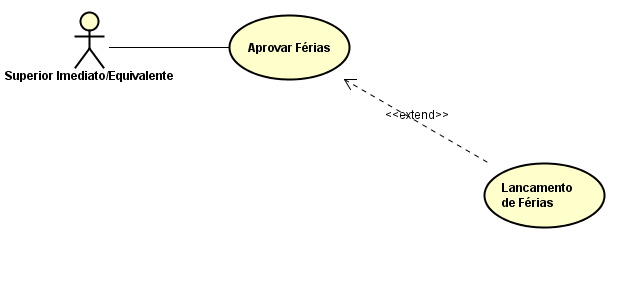 Aprovar Férias
Superior Imediato/Equivalente
<<extend>>
Lancamento
de Férias